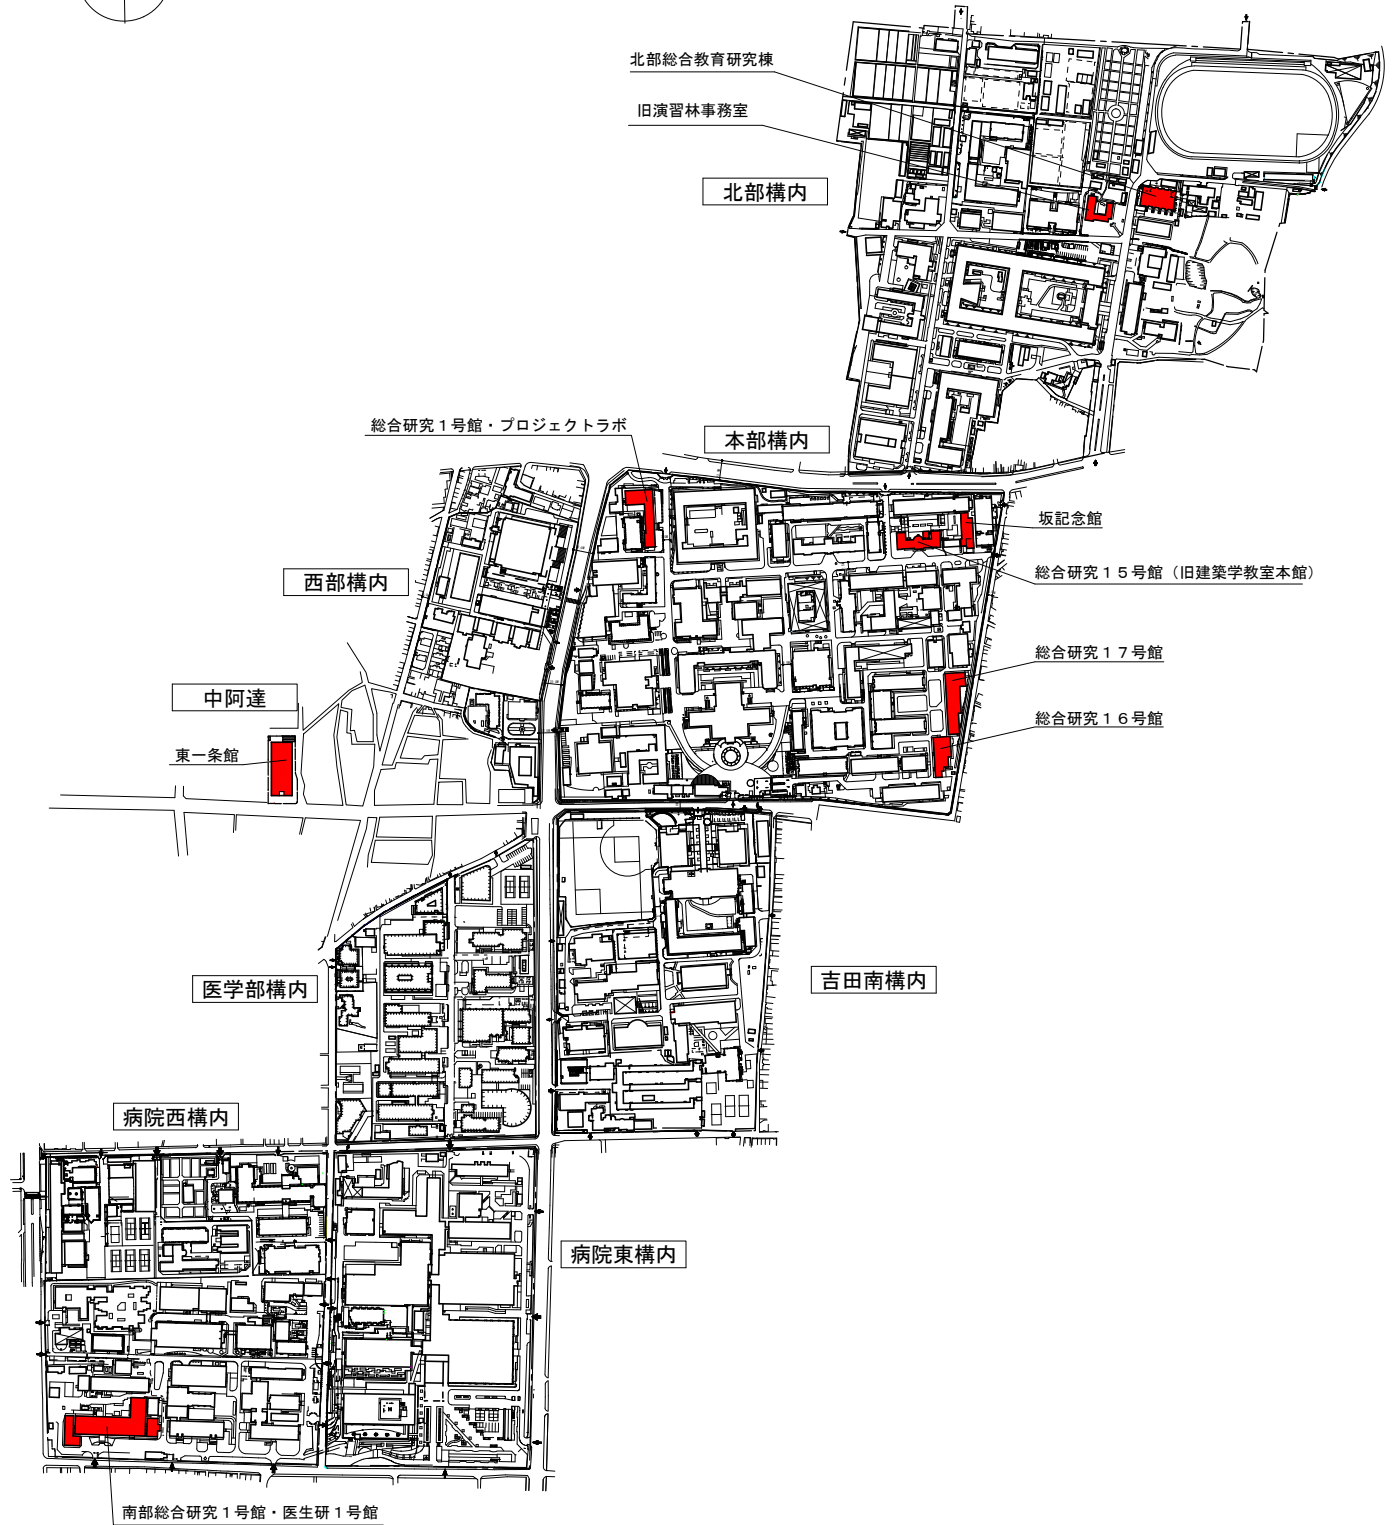 北部総合教育研究棟
旧演習林事務室
北部構内
総合研究１号館・プロジェクトラボ
本部構内
坂記念館
西部構内
総合研究１５号館（旧建築学教室本館）
総合研究１７号館
中阿達
総合研究１６号館
東一条館
医学部構内
吉田南構内
病院西構内
病院東構内
南部総合研究１号館・医生研１号館